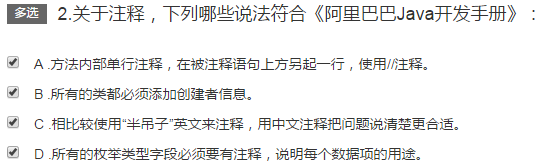 多选 2.关于注释，下列哪些说法符合《阿里巴巴Java开发手册》：
A .方法内部单行注释，在被注释语句上方另起一行，使用//注释。
B .所有的类都必须添加创建者信息。
C .相比较使用“半吊子”英文来注释，用中文注释把问题说清楚更合适。
D .所有的枚举类型字段必须要有注释，说明每个数据项的用途。